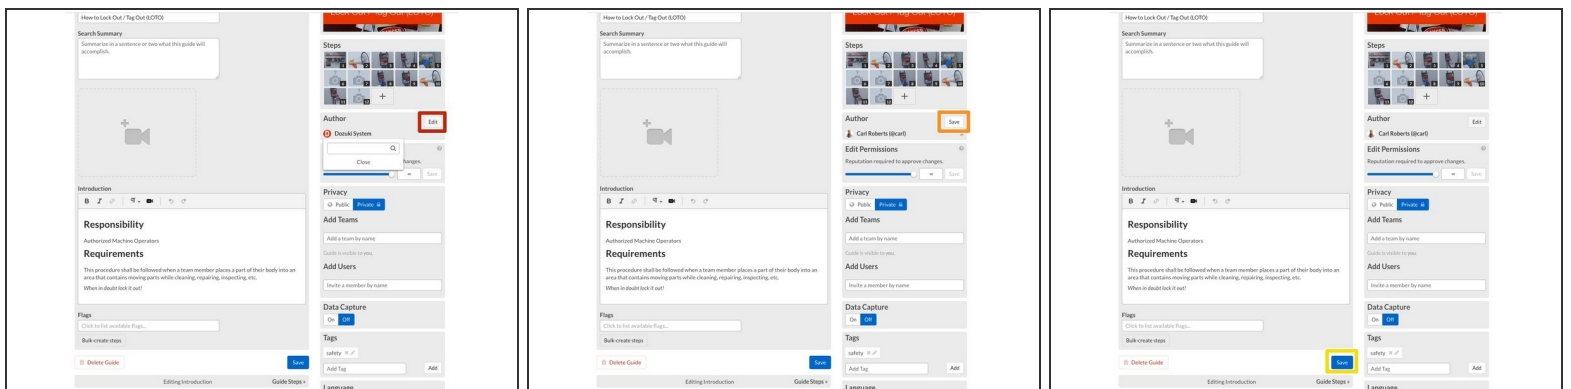 How to Lock Out / Tag Out (LOTO)
Search Summary
Summarize in a sentence or two what this guide will
accomplish.
Introduction
B I
Responsibility
Authorized Machine Operators
Requirements
This procedure shall be followed when a team member places a part of their body into an
area that contains moving parts while cleaning, repairing, inspecting, etc.
When in doubt lock it out!
Flags
Click to list available flags...
Bulk-create steps
Delete Guide
Save
Editing Introduction
Guide Steps »
Lock Out / Tag Out (LOTO)
Steps
Author
Edit
Dozuki System
Close
changes.
Save
Privacy
Public Private
Add Teams
Add a team by name
Guide is visible to you.
Add Users
Invite a member by name
Data Capture
On Off
Tags
safety
Add Tag
Add
Language
How to Lock Out / Tag Out (LOTO)
Search Summary
Summarize in a sentence or two what this guide will
accomplish.
Introduction
B I
Responsibility
Authorized Machine Operators
Requirements
This procedure shall be followed when a team member places a part of their body into an
area that contains moving parts while cleaning, repairing, inspecting, etc.
When in doubt lock it out!
Flags
Click to list available flags...
Bulk-create steps
Delete Guide
Save
Editing Introduction
Guide Steps »
Steps
Author
Save
Carl Roberts (@carl)
Edit Permissions
Reputation required to approve changes.
Save
Privacy
Public Private
Add Teams
Add a team by name
Guide is visible to you.
Add Users
Invite a member by name
Data Capture
On Off
Tags
safety
Add Tag
Add
Language
How to Lock Out / Tag Out (LOTO)
Search Summary
Summarize in a sentence or two what this guide will
accomplish.
Introduction
B I
Responsibility
Authorized Machine Operators
Requirements
This procedure shall be followed when a team member places a part of their body into an
area that contains moving parts while cleaning, repairing, inspecting, etc.
When in doubt lock it out!
Flags
Click to list available flags...
Bulk-create steps
Delete Guide
Save
Editing Introduction
Guide Steps »
Steps
Author
Edit
Carl Roberts (@carl)
Edit Permissions
Reputation required to approve changes.
Save
Privacy
Public Private
Add Teams
Add a team by name
Guide is visible to you.
Add Users
Invite a member by name
Data Capture
On Off
Tags
safety
Add Tag
Add
Language